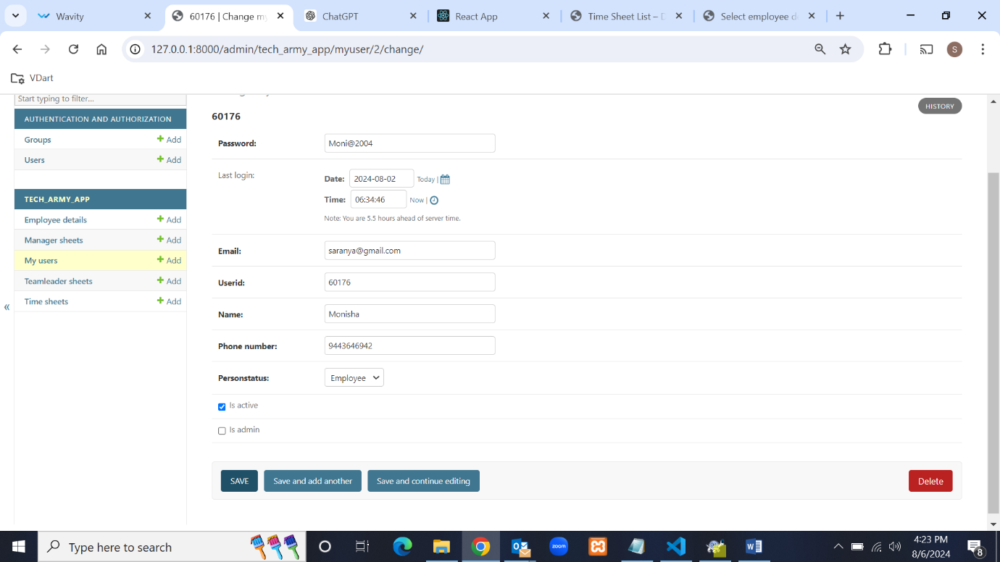 Wavity
60176 | Change my
ChatGPT
React App
Time Sheet List – D
Select employee de
127.0.0.1:8000/admin/tech_army_app/myuser/2/change/
S
VDart
Start typing to filter...
AUTHENTICATION AND AUTHORIZATION
Groups + Add
Users + Add
TECH_ARMY_APP
Employee details + Add
Manager sheets + Add
My users + Add
Teamleader sheets + Add
Time sheets + Add
«
60176
HISTORY
Password: Moni@2004
Last login:
Date: 2024-08-02 Today |
Time: 06:34:46 Now |
Note: You are 5.5 hours ahead of server time.
Email: saranya@gmail.com
Userid: 60176
Name: Monisha
Phone number: 9443646942
Personstatus: Employee
Is active
Is admin
SAVE
Save and add another
Save and continue editing
Delete
Type here to search
zoom
4:23 PM
8/6/2024
8